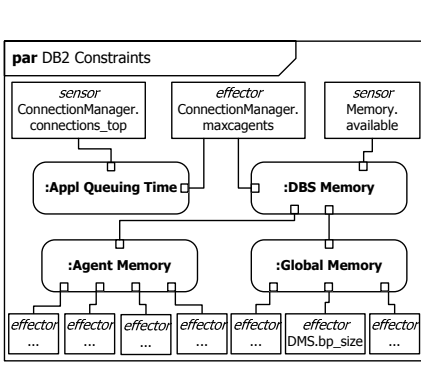 par DB2 Constraints
sensor
ConnectionManager.
connections_top
effector
ConnectionManager.
maxcagents
sensor
Memory.
available
:Appl Queuing Time
:DBS Memory
:Agent Memory
:Global Memory
effector
...
effector
...
effector
...
effector
...
effector
...
effector
DMS.bp_size
effector
...